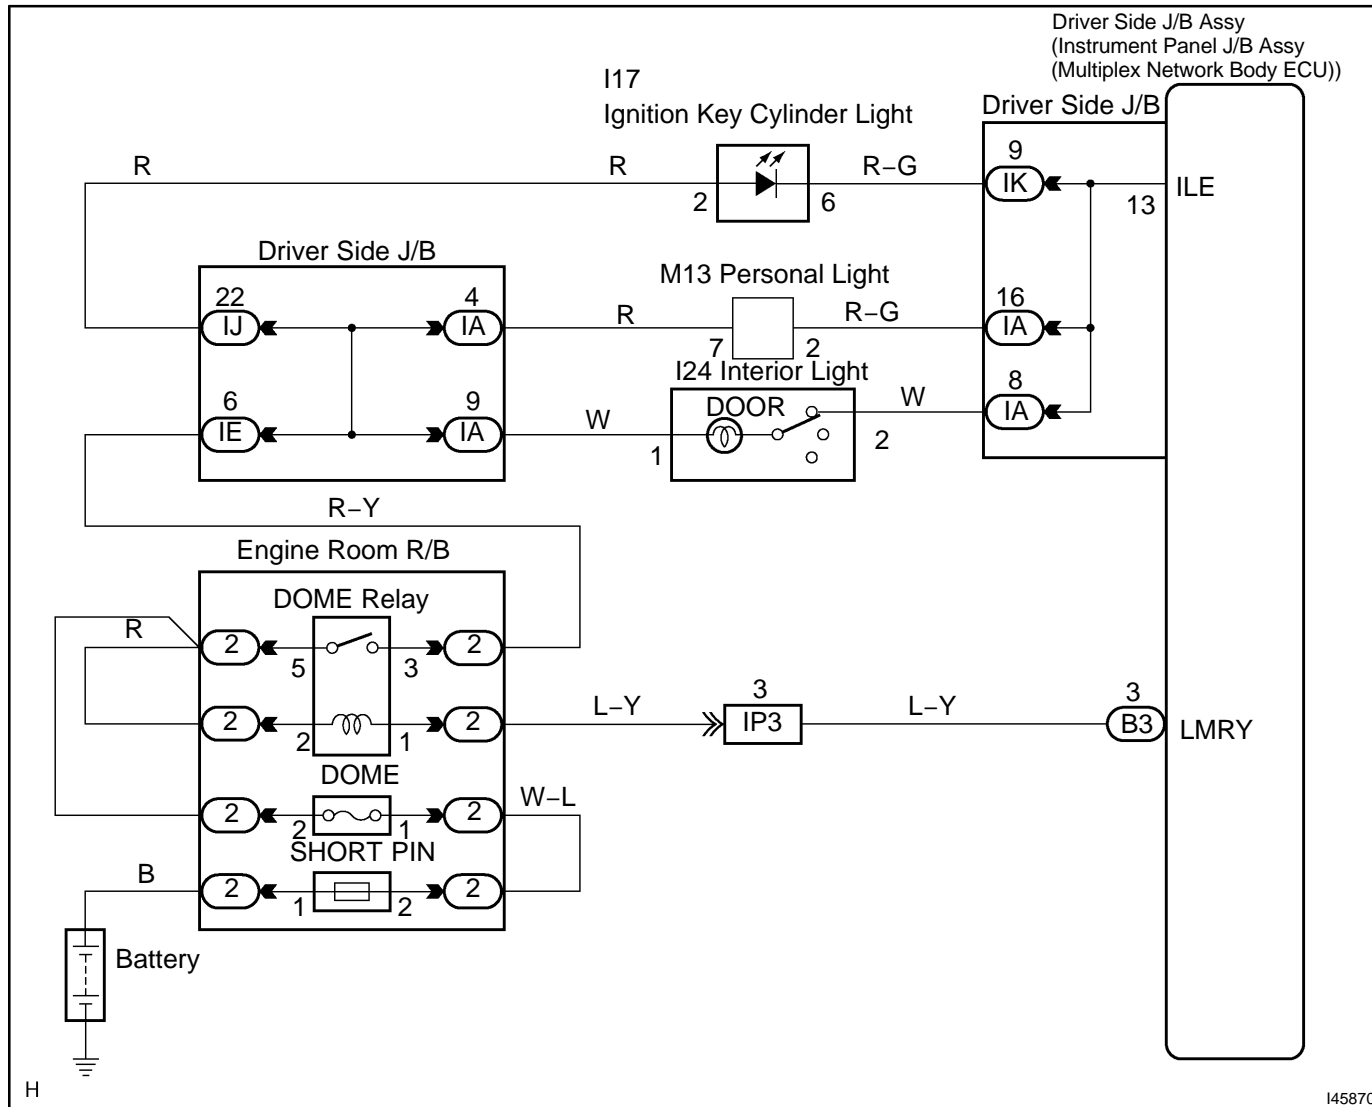 Driver Side J/B Assy
(Instrument Panel J/B Assy
(Multiplex Network Body ECU))
I17
Ignition Key Cylinder Light
Driver Side J/B
R
R
R−G
9
IK
2
6
13
ILE
Driver Side J/B
M13 Personal Light
22
IJ
4
IA
R
R−G
16
IA
7
2
I24 Interior Light
6
IE
9
IA
W
DOOR
W
8
IA
1
2
R−Y
Engine Room R/B
DOME Relay
R
2
5
3
2
2
2
1
2
L−Y
3
IP3
L−Y
3
B3
LMRY
DOME
2
2
1
2
W−L
SHORT PIN
B
2
1
2
2
Battery
H
I45870